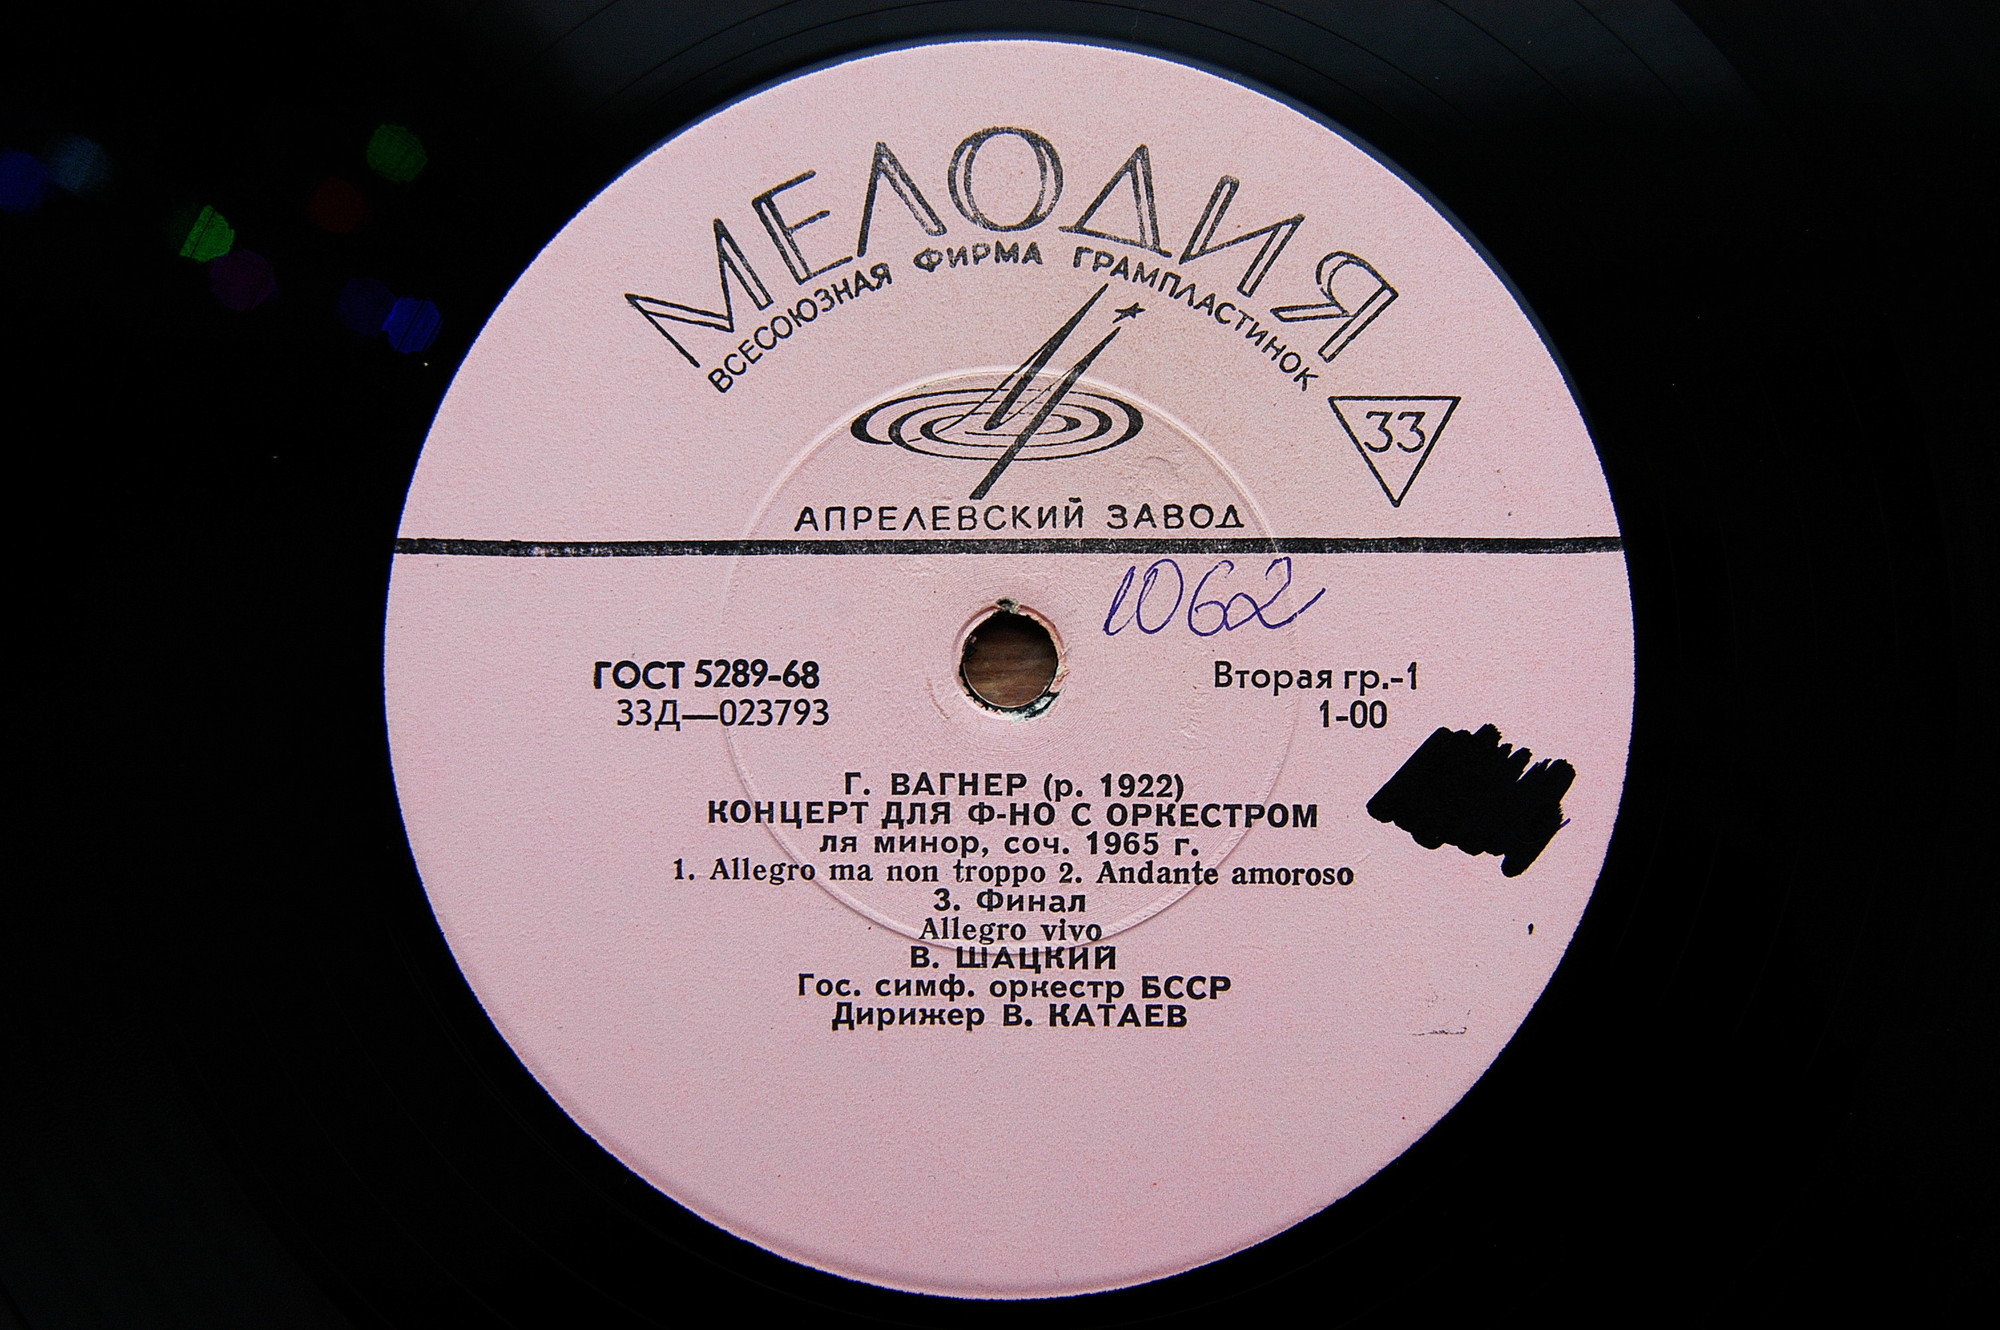 МЕЛОДИЯ
ВСЕСОЮЗНАЯ ФИРМА ГРАМПЛАСТИНОК
33
АПРЕЛЕВСКИЙ ЗАВОД
1062
ГОСТ 5289-68
33Д—023793
Вторая гр.-1
1-00
Г. ВАГНЕР (р. 1922)
КОНЦЕРТ ДЛЯ Ф-НО С ОРКЕСТРОМ
ля минор, соч. 1965 г.
1. Allegro ma non troppo 2. Andante amoroso
3. Финал
Allegro vivo
В. ШАЦКИЙ
Гос. симф. оркестр БССР
Дирижер В. КАТАЕВ